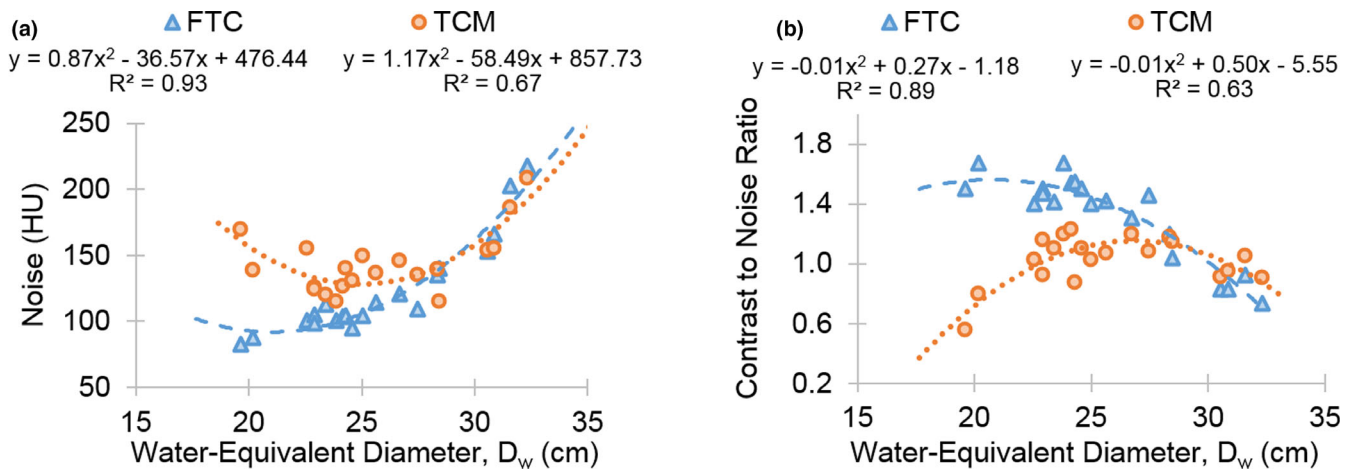 (a) FTC TCM
y = 0.87x² - 36.57x + 476.44 y = 1.17x² - 58.49x + 857.73
R² = 0.93 R² = 0.67
Noise (HU)
250
200
150
100
50
15 20 25 30 35
Water-Equivalent Diameter, D_w (cm)
(b) FTC TCM
y = -0.01x² + 0.27x - 1.18 y = -0.01x² + 0.50x - 5.55
R² = 0.89 R² = 0.63
Contrast to Noise Ratio
1.8
1.4
1.0
0.6
0.2
15 20 25 30 35
Water-Equivalent Diameter, D_w (cm)